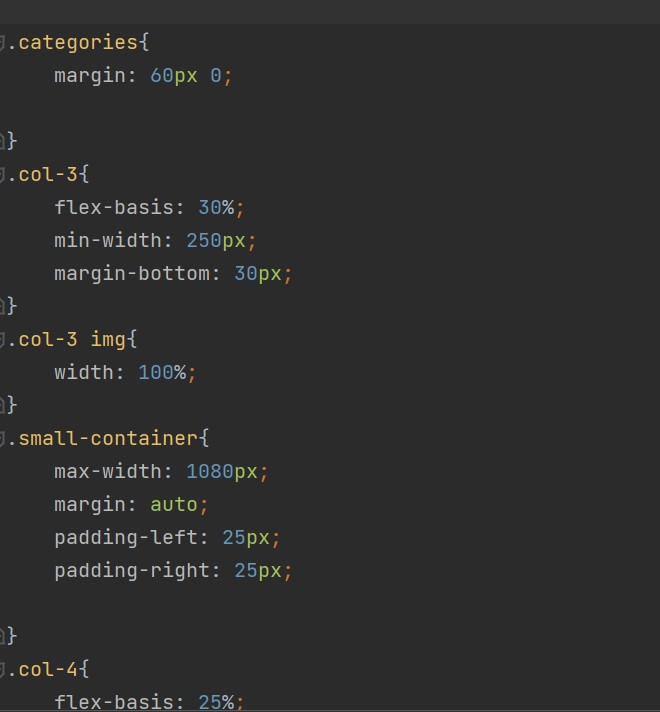 .categories{
    margin: 60px 0;

}
.col-3{
    flex-basis: 30%;
    min-width: 250px;
    margin-bottom: 30px;
}
.col-3 img{
    width: 100%;
}
.small-container{
    max-width: 1080px;
    margin: auto;
    padding-left: 25px;
    padding-right: 25px;

}
.col-4{
    flex-basis: 25%;